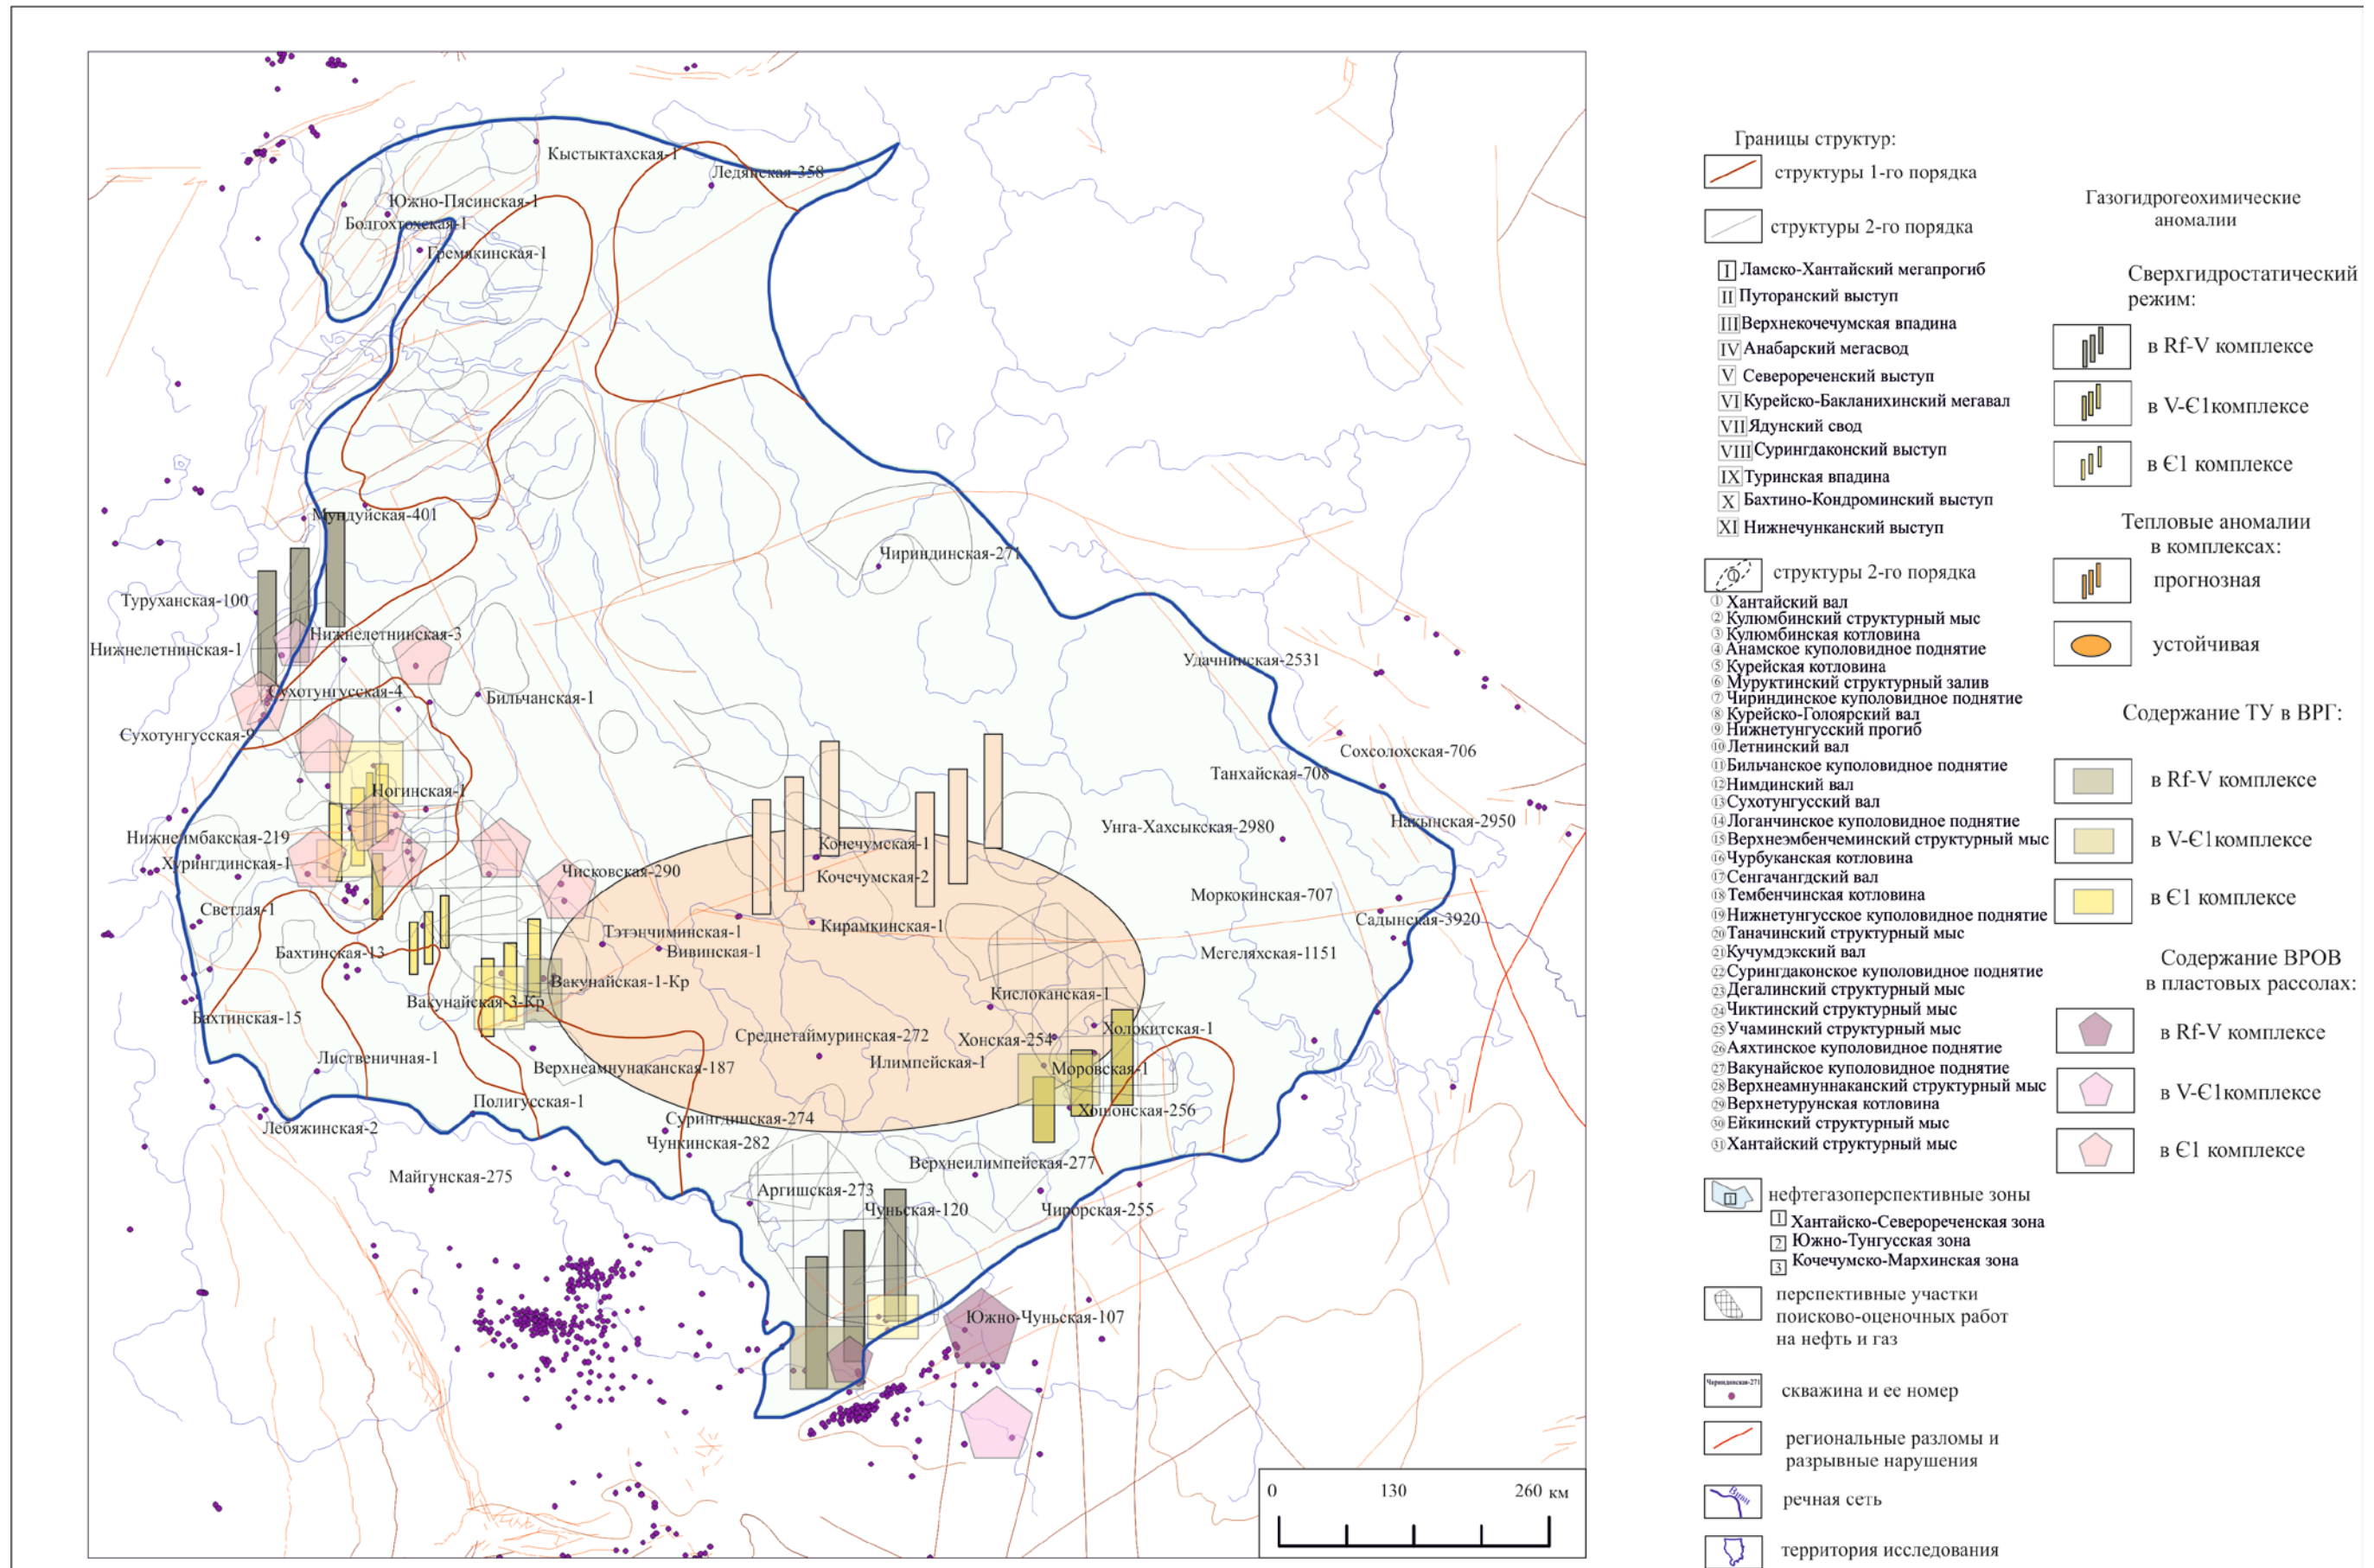 Кыстыктахская-1
Ледянская-358
Южно-Пясинская-1
Болгохтохская-1
Гремякинская-1
Мундуйская-401
Чириндинская-271
Туруханская-100
Нижнелетнинская-3
Нижнелетнинская-1
Удачнинская-2531
Сухотунгусская-4
Бильчанская-1
Сухотунгусская-9
Сохсолохская-706
Танхайская-708
Ногинская-1
Накынская-2950
Унга-Хахсыкская-2980
Нижнеимбакская-219
Кочечумская-1
Хурингдинская-1
Чисковская-290
Кочечумская-2
Моркокинская-707
Светлая-1
Садынская-3920
Кирамкинская-1
Тэтэнчиминская-1
Вивинская-1
Бахтинская-13
Мегеляхская-1151
Вакунайская-1-Кр
Вакунайская-3-Кр
Кислоканская-1
Бахтинская-15
Холокитская-1
Среднетаймуринская-272
Хонская-254
Лиственичная-1
Илимпейская-1
Верхнеамнунаканская-187
Моровская-1
Полигусская-1
Хошонская-256
Сурингдинская-274
Лебяжинская-2
Чункинская-282
Верхнеилимпейская-277
Майгунская-275
Аргишская-273
Чуньская-120
Чирорская-255
Южно-Чуньская-107
0 130 260 км
Границы структур:
структуры 1-го порядка
структуры 2-го порядка
I Ламско-Хантайский мегапрогиб
II Путоранский выступ
III Верхнекочечумская впадина
IV Анабарский мегасвод
V Северореченский выступ
VI Курейско-Бакланихинский мегавал
VII Ядунский свод
VIII Сурингдаконский выступ
IX Туринская впадина
X Бахтино-Кондроминский выступ
XI Нижнечунканский выступ
1 структуры 2-го порядка
1 Хантайский вал
2 Кулюмбинский структурный мыс
3 Кулюмбинская котловина
4 Анамское куполовидное поднятие
5 Курейская котловина
6 Муруктинский структурный залив
7 Чириндинское куполовидное поднятие
8 Курейско-Голоярский вал
9 Нижнетунгусский прогиб
10 Летнинский вал
11 Бильчанское куполовидное поднятие
12 Нимдинский вал
13 Сухотунгусский вал
14 Логанчинское куполовидное поднятие
15 Верхнеэмбенчеминский структурный мыс
16 Чурбуканская котловина
17 Сенгачангдский вал
18 Тембенчинская котловина
19 Нижнетунгусское куполовидное поднятие
20 Таначинский структурный мыс
21 Кучумдэкский вал
22 Сурингдаконское куполовидное поднятие
23 Дегалинский структурный мыс
24 Чиктинский структурный мыс
25 Учаминский структурный мыс
26 Аяхтинское куполовидное поднятие
27 Вакунайское куполовидное поднятие
28 Верхнеамнуннаканский структурный мыс
29 Верхнетурунская котловина
30 Ейкинский структурный мыс
31 Хантайский структурный мыс
1 нефтегазоперспективные зоны
1 Хантайско-Северореченская зона
2 Южно-Тунгусская зона
3 Кочечумско-Мархинская зона
перспективные участки
поисково-оценочных работ
на нефть и газ
Чириндинская-271 скважина и ее номер
региональные разломы и
разрывные нарушения
Виви речная сеть
территория исследования
Газогидрогеохимические
аномалии
Сверхгидростатический
режим:
в Rf-V комплексе
в V-Є1комплексе
в Є1 комплексе
Тепловые аномалии
в комплексах:
прогнозная
устойчивая
Содержание ТУ в ВРГ:
в Rf-V комплексе
в V-Є1комплексе
в Є1 комплексе
Содержание ВРОВ
в пластовых рассолах:
в Rf-V комплексе
в V-Є1комплексе
в Є1 комплексе